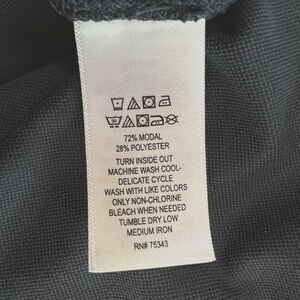 72% MODAL
28% POLYESTER
TURN INSIDE OUT
MACHINE WASH COOL-
DELICATE CYCLE
WASH WITH LIKE COLORS
ONLY NON-CHLORINE
BLEACH WHEN NEEDED
TUMBLE DRY LOW
MEDIUM IRON
RN# 75343